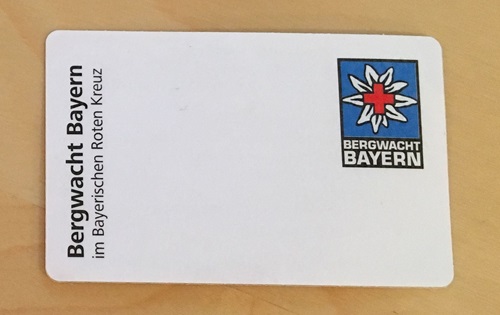 Bergwacht Bayern
im Bayerischen Roten Kreuz
BERGWACHT
BAYERN